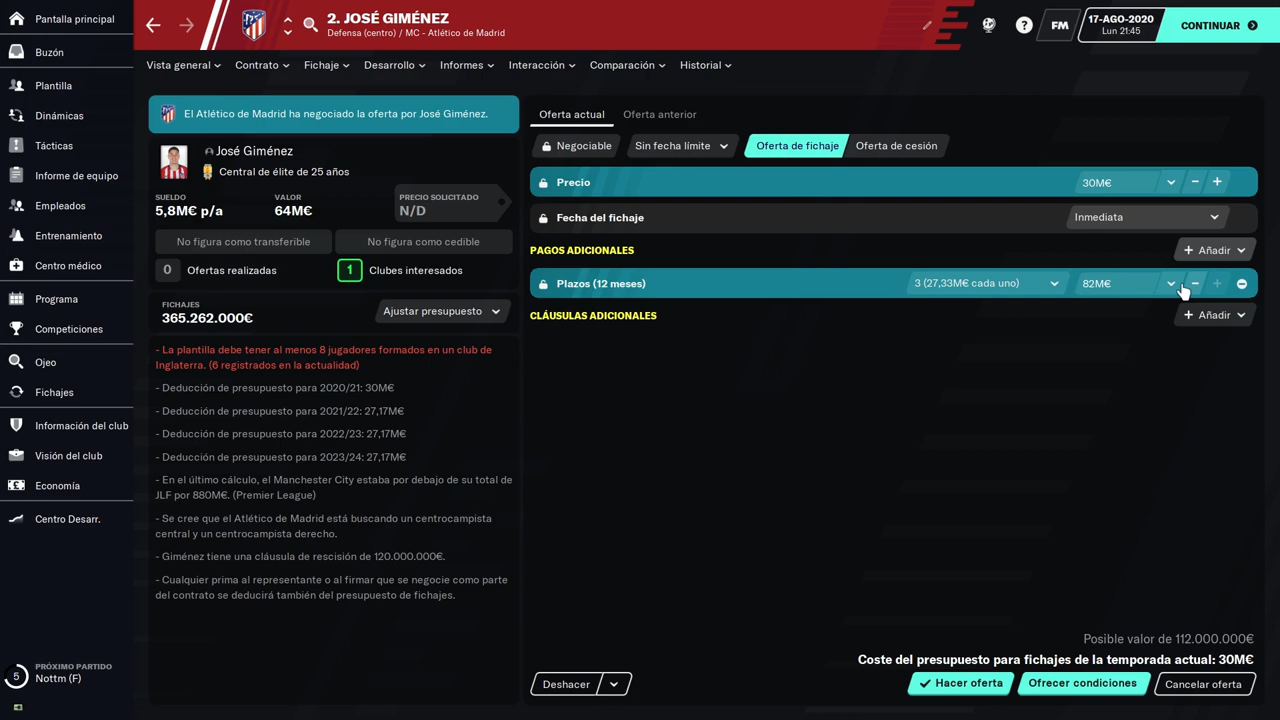 Pantalla principal
Buzón
Plantilla
Dinámicas
Tácticas
Informe de equipo
Empleados
Entrenamiento
Centro médico
Programa
Competiciones
Ojeo
Fichajes
Información del club
Visión del club
Economía
Centro Desarr.
PRÓXIMO PARTIDO
5
Nottm (F)
2. JOSÉ GIMÉNEZ
Defensa (centro) / MC - Atlético de Madrid
?
FM
17-AGO-2020
Lun 21:45
CONTINUAR
Vista general
Contrato
Fichaje
Desarrollo
Informes
Interacción
Comparación
Historial
El Atlético de Madrid ha negociado la oferta por José Giménez.
José Giménez
Central de élite de 25 años
SUELDO
5,8M€ p/a
VALOR
64M€
PRECIO SOLICITADO
N/D
No figura como transferible
No figura como cedible
0 Ofertas realizadas
1 Clubes interesados
FICHAJES
365.262.000€
Ajustar presupuesto
- La plantilla debe tener al menos 8 jugadores formados en un club de
Inglaterra. (6 registrados en la actualidad)
- Deducción de presupuesto para 2020/21: 30M€
- Deducción de presupuesto para 2021/22: 27,17M€
- Deducción de presupuesto para 2022/23: 27,17M€
- Deducción de presupuesto para 2023/24: 27,17M€
- En el último cálculo, el Manchester City estaba por debajo de su total de
JLF por 880M€. (Premier League)
- Se cree que el Atlético de Madrid está buscando un centrocampista
central y un centrocampista derecho.
- Giménez tiene una cláusula de rescisión de 120.000.000€.
- Cualquier prima al representante o al firmar que se negocie como parte
del contrato se deducirá también del presupuesto de fichajes.
Oferta actual
Oferta anterior
Negociable
Sin fecha límite
Oferta de fichaje
Oferta de cesión
Precio
30M€
Fecha del fichaje
Inmediata
PAGOS ADICIONALES
Añadir
Plazos (12 meses)
3 (27,33M€ cada uno)
82M€
CLÁUSULAS ADICIONALES
Añadir
Posible valor de 112.000.000€
Coste del presupuesto para fichajes de la temporada actual: 30M€
Deshacer
Hacer oferta
Ofrecer condiciones
Cancelar oferta